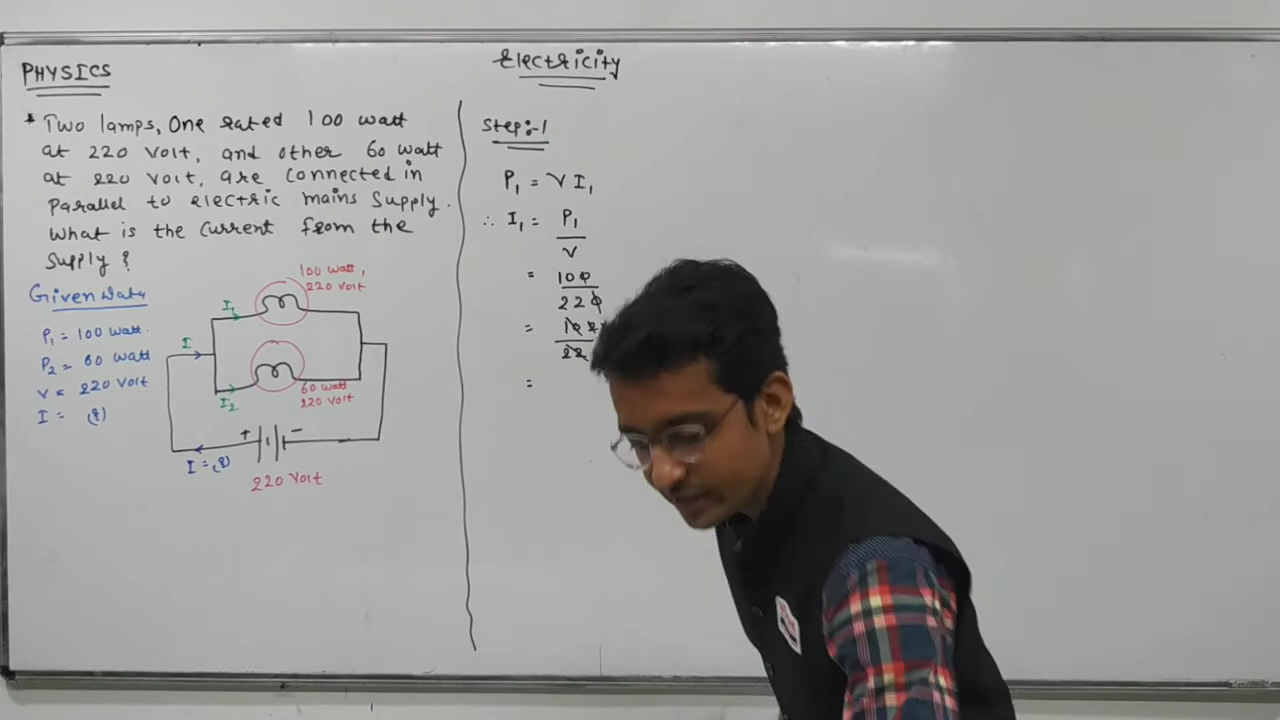 PHYSICS
Electricity
* Two lamps, One rated 100 watt
at 220 volt, and other 60 watt
at 220 volt, are connected in
Parallel to electric mains Supply.
What is the Current from the
Supply ?
Given Data
P1 = 100 watt.
P2 = 60 watt
V = 220 volt
I = (?)
100 watt,
220 volt
I1
I
60 watt
220 volt
I2
+ −
I = (?)
220 volt
Step:-1
P1 = V I1
∴ I1 = P1
V
= 100
220
= 10
22
=